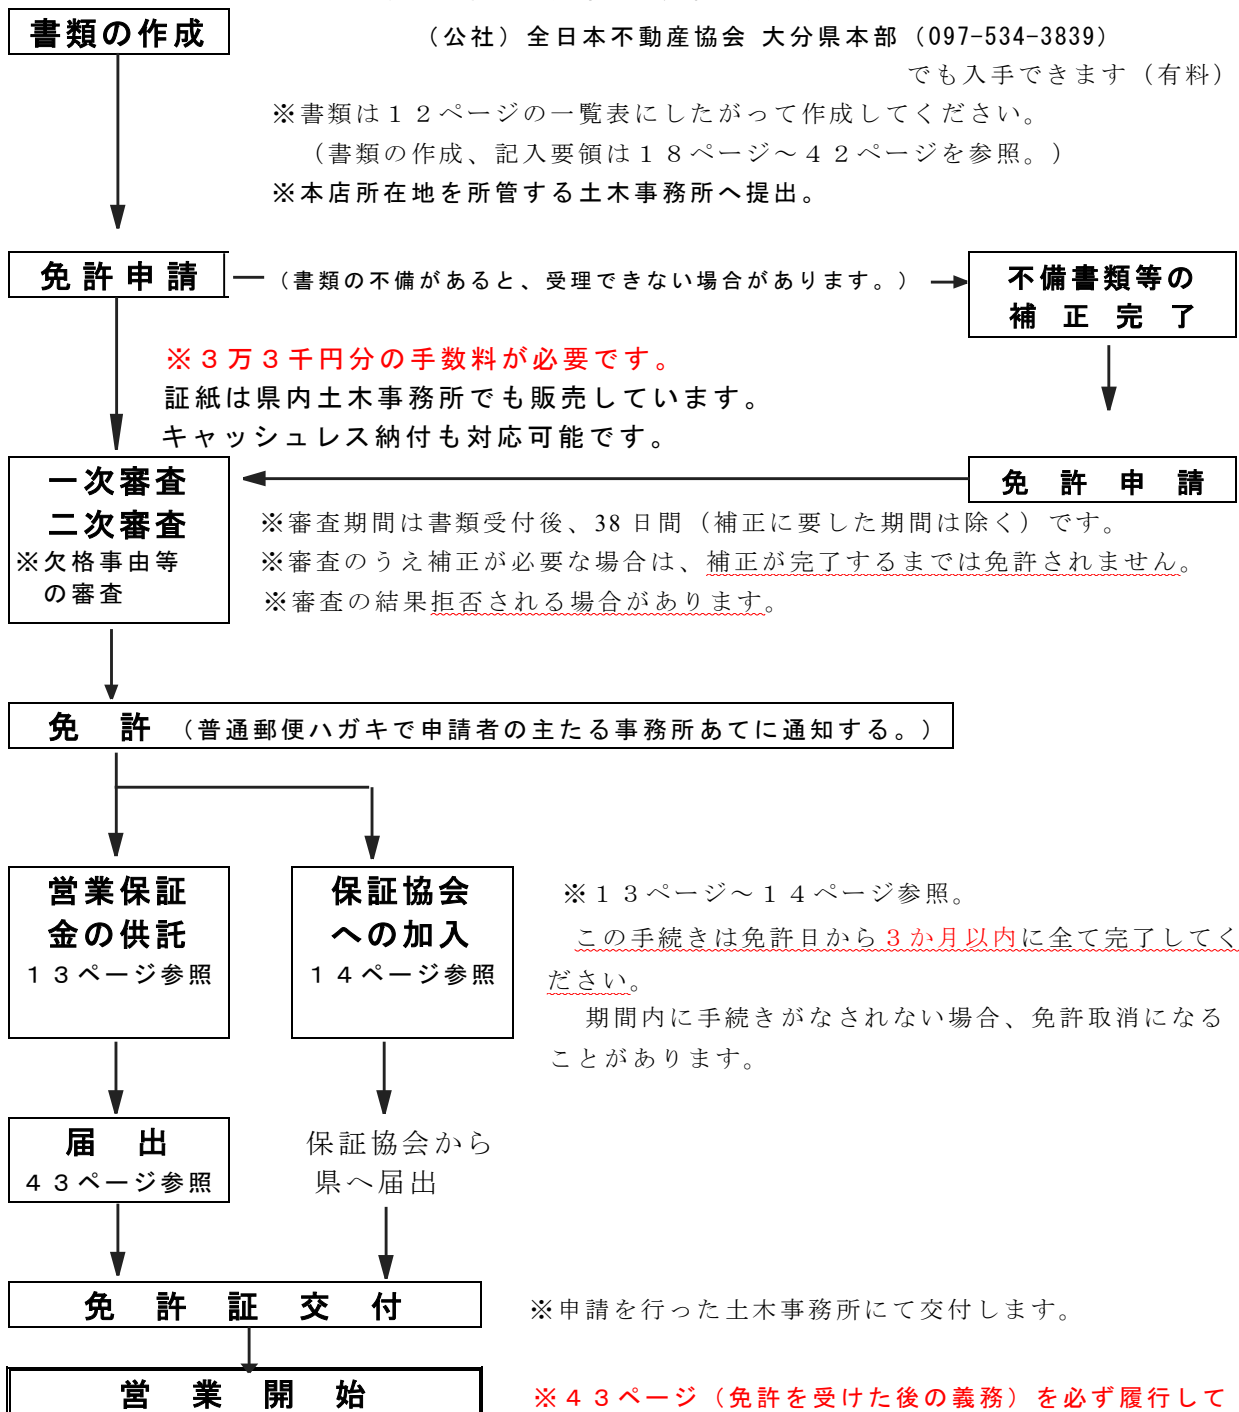 書類の作成
（公社）全日本不動産協会 大分県本部（097-534-3839）
でも入手できます（有料）
※書類は１２ページの一覧表にしたがって作成してください。
（書類の作成、記入要領は１８ページ～４２ページを参照。）
※本店所在地を所管する土木事務所へ提出。
免許申請
（書類の不備があると、受理できない場合があります。）
不備書類等の
補正完了
※３万３千円分の手数料が必要です。
証紙は県内土木事務所でも販売しています。
キャッシュレス納付も対応可能です。
一次審査
二次審査
※欠格事由等
の審査
免許申請
※審査期間は書類受付後、38 日間（補正に要した期間は除く）です。
※審査のうえ補正が必要な場合は、補正が完了するまでは免許されません。
※審査の結果拒否される場合があります。
免　許 （普通郵便ハガキで申請者の主たる事務所あてに通知する。）
営業保証
金の供託
１３ページ参照
保証協会
への加入
１４ページ参照
※１３ページ～１４ページ参照。
この手続きは免許日から３か月以内に全て完了してく
ださい。
期間内に手続きがなされない場合、免許取消になる
ことがあります。
届　出
４３ページ参照
保証協会から
県へ届出
免　許　証　交　付
※申請を行った土木事務所にて交付します。
営　業　開　始
※４３ページ（免許を受けた後の義務）を必ず履行して